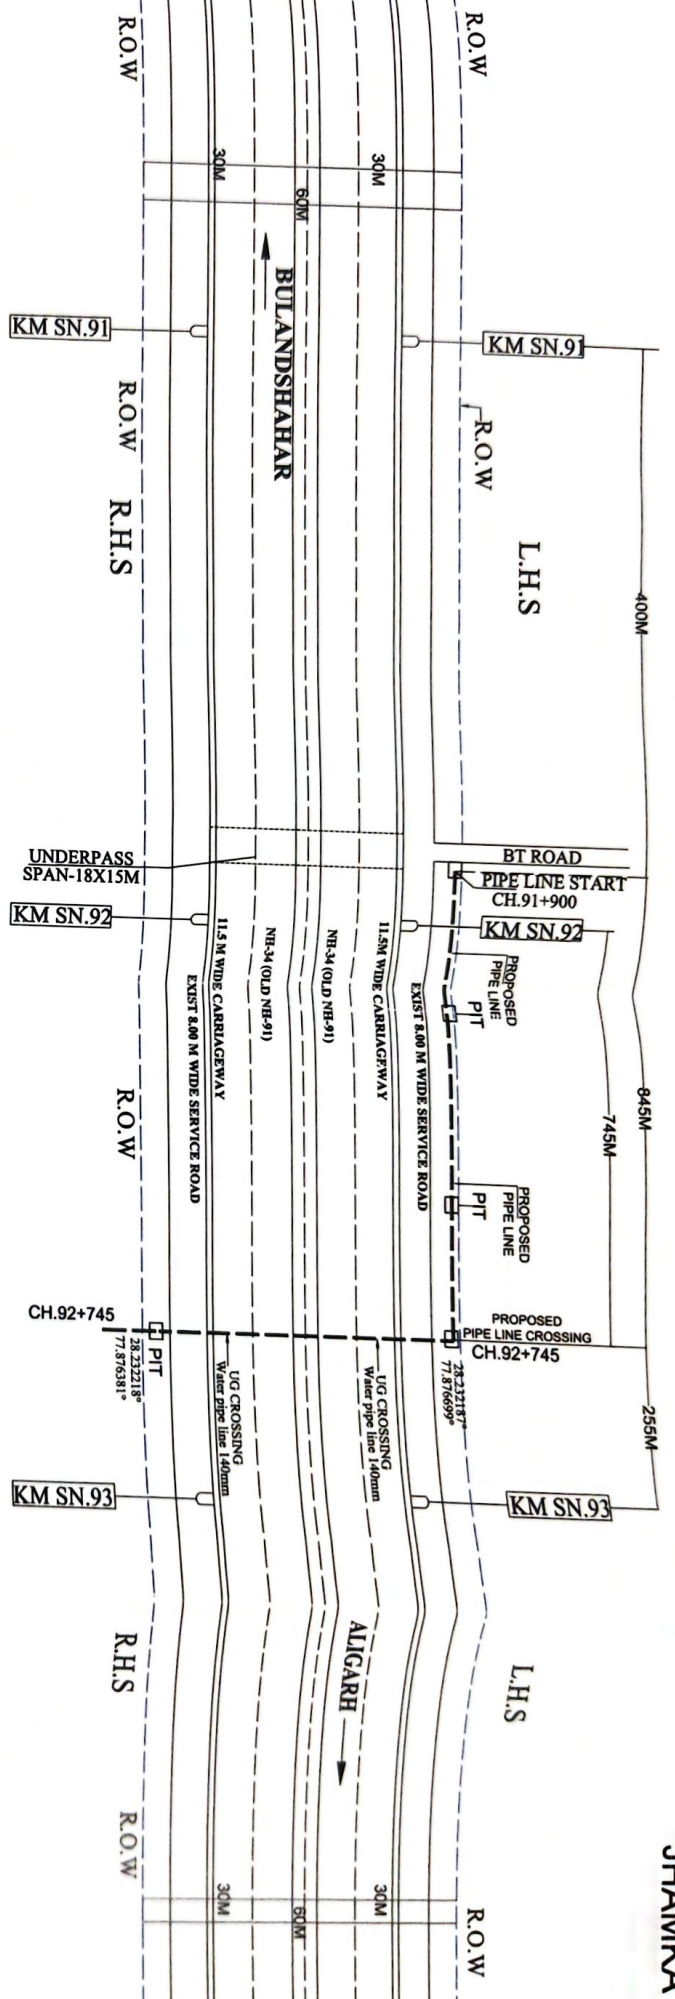 R.O.W
R.O.W
30M
30M
60M
BULANDSHAHAR
KM SN.91
KM SN.91
R.O.W
R.O.W
R.H.S
L.H.S
400M
UNDERPASS
SPAN-18X15M
BT ROAD
PIPE LINE START
CH.91+900
KM SN.92
KM SN.92
11.5 M WIDE CARRIAGEWAY
NH-34 (OLD NH-91)
NH-34 (OLD NH-91)
11.5M WIDE CARRIAGEWAY
EXIST 8.00 M WIDE SERVICE ROAD
EXIST 8.00 M WIDE SERVICE ROAD
PROPOSED
PIPE LINE
PIT
845M
745M
R.O.W
PROPOSED
PIPE LINE
PIT
CH.92+745
PROPOSED
PIPE LINE CROSSING
CH.92+745
PIT
28.232218°
77.876381°
28.232187°
77.876699°
UG CROSSING
Water pipe line 140mm
UG CROSSING
Water pipe line 140mm
255M
KM SN.93
KM SN.93
ALIGARH
R.H.S
L.H.S
R.O.W
30M
60M
30M
R.O.W